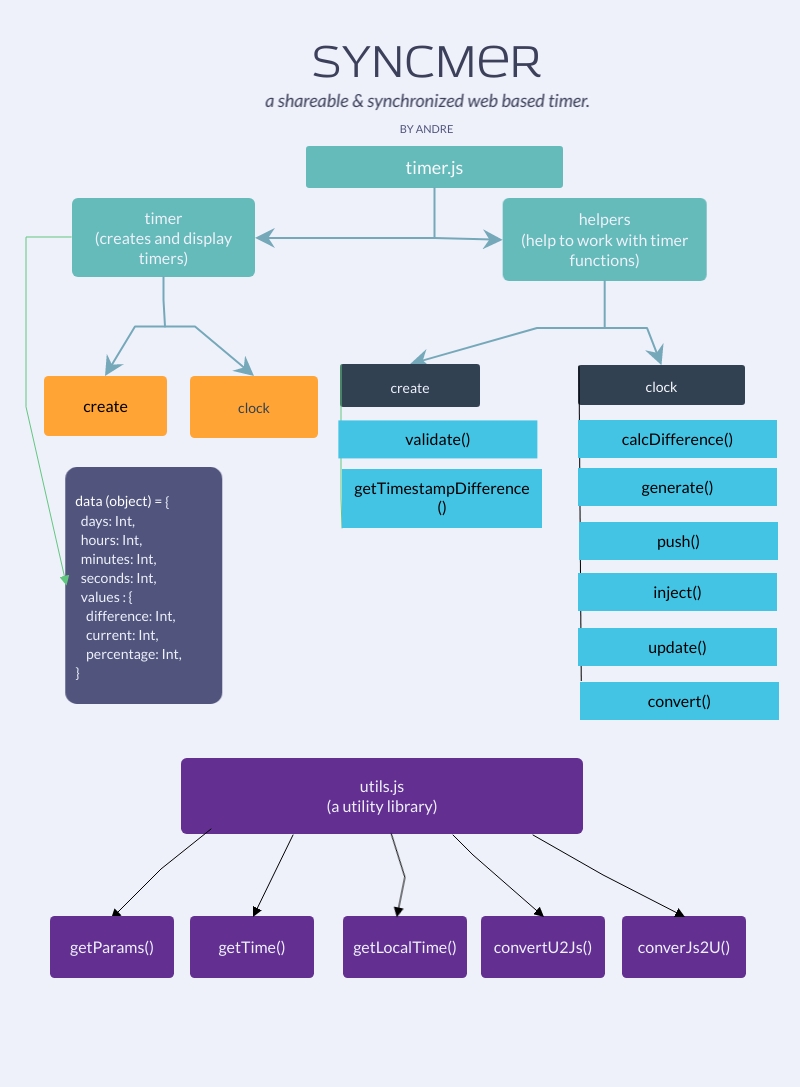 SYNCMeR
a shareable & synchronized web based timer.
BY ANDRE
timer.js
timer
(creates and display
timers)
helpers
(help to work with timer
functions)
create
clock
create
clock
validate()
getTimestampDifference
()
calcDifference()
generate()
push()
inject()
update()
convert()
data (object) = {
days: Int,
hours: Int,
minutes: Int,
seconds: Int,
values : {
difference: Int,
current: Int,
percentage: Int,
}
utils.js
(a utility library)
getParams()
getTime()
getLocalTime()
convertU2Js()
converJs2U()